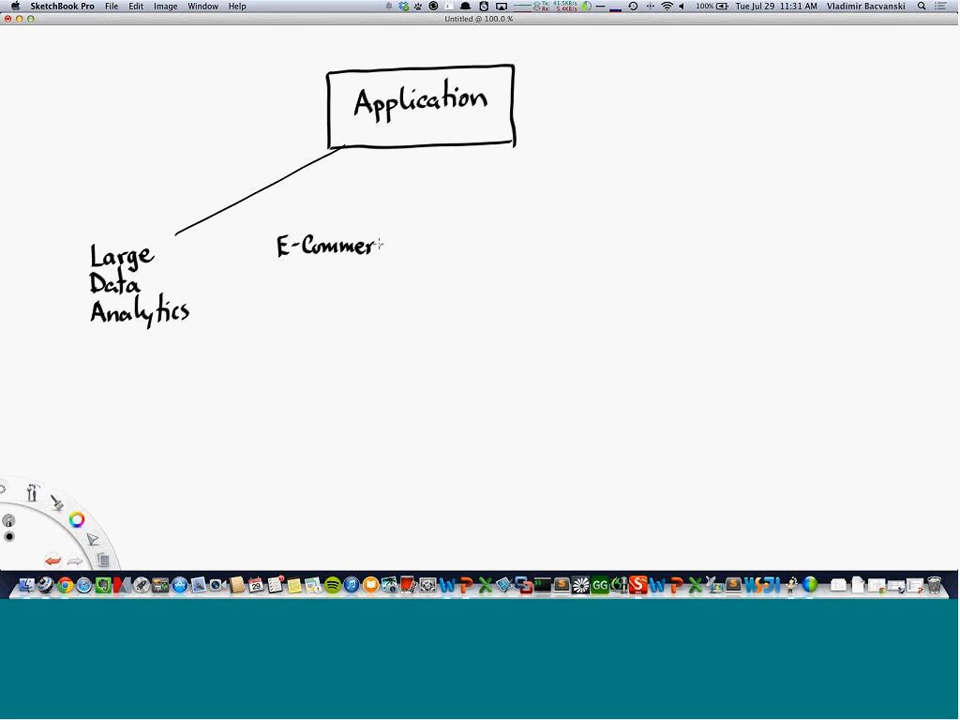 SketchBook Pro File Edit Image Window Help 100% Tue Jul 29 11:31 AM Vladimir Bacvanski
Untitled @ 100.0 %
Application
E-Commer
Large
Data
Analytics